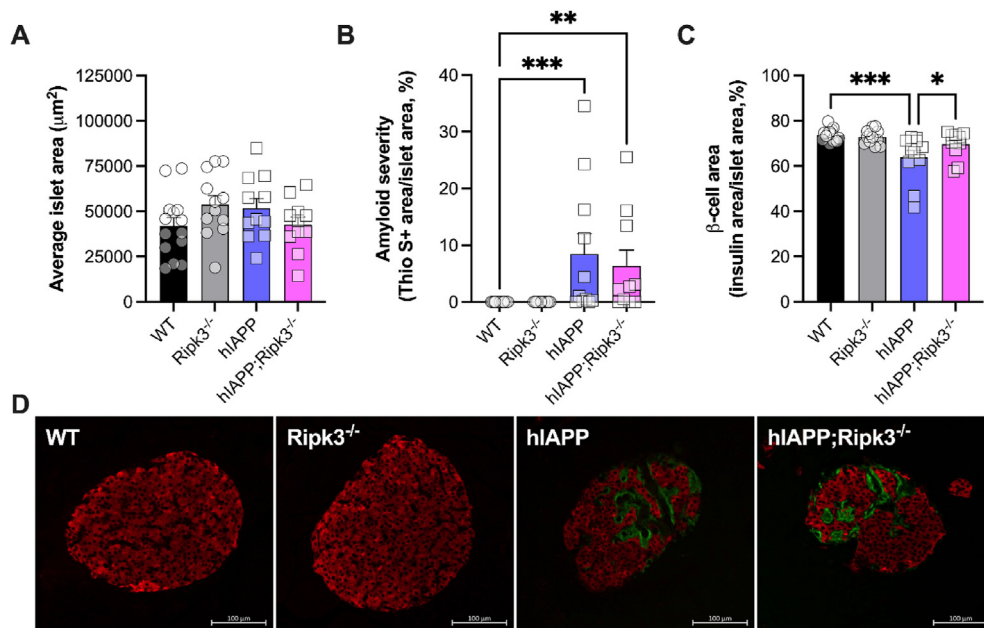 A
Average islet area (μm²)
125000
100000
75000
50000
25000
0
WT
Ripk3⁻/⁻
hIAPP
hIAPP;Ripk3⁻/⁻
B
Amyloid severity
(Thio S+ area/islet area, %)
40
30
20
10
0
**
***
WT
Ripk3⁻/⁻
hIAPP
hIAPP;Ripk3⁻/⁻
C
β-cell area
(insulin area/islet area,%)
100
80
60
40
20
0
***
*
WT
Ripk3⁻/⁻
hIAPP
hIAPP;Ripk3⁻/⁻
D
WT
100 μm
Ripk3⁻/⁻
100 μm
hIAPP
100 μm
hIAPP;Ripk3⁻/⁻
100 μm